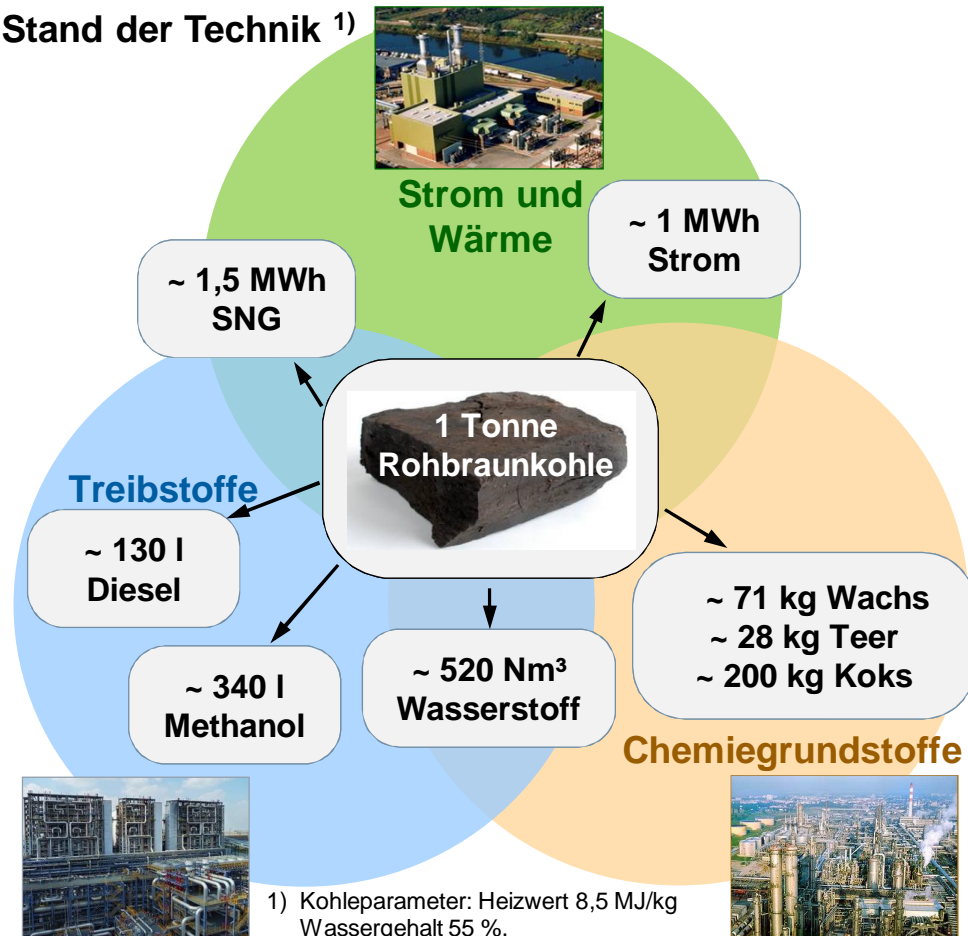 Stand der Technik 1)
Strom und
Wärme
~ 1 MWh
Strom
~ 1,5 MWh
SNG
1 Tonne
Rohbraunkohle
Treibstoffe
~ 130 l
Diesel
~ 340 l
Methanol
~ 520 Nm³
Wasserstoff
~ 71 kg Wachs
~ 28 kg Teer
~ 200 kg Koks
Chemiegrundstoffe
1) Kohleparameter: Heizwert 8,5 MJ/kg
Wassergehalt 55 %.